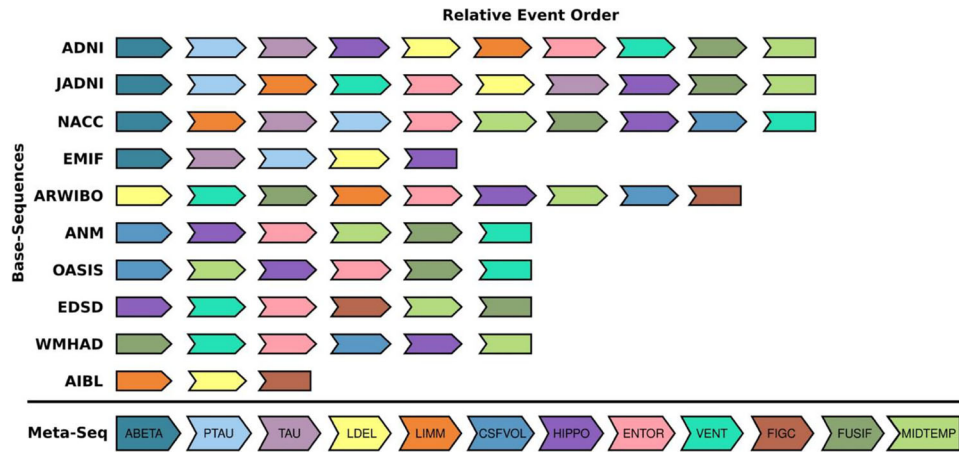 Relative Event Order
Base-Sequences
ADNI
JADNI
NACC
EMIF
ARWIBO
ANM
OASIS
EDSD
WMHAD
AIBL
Meta-Seq ABETA PTAU TAU LDEL LIMM CSFVOL HIPPO ENTOR VENT FIGC FUSIF MIDTEMP